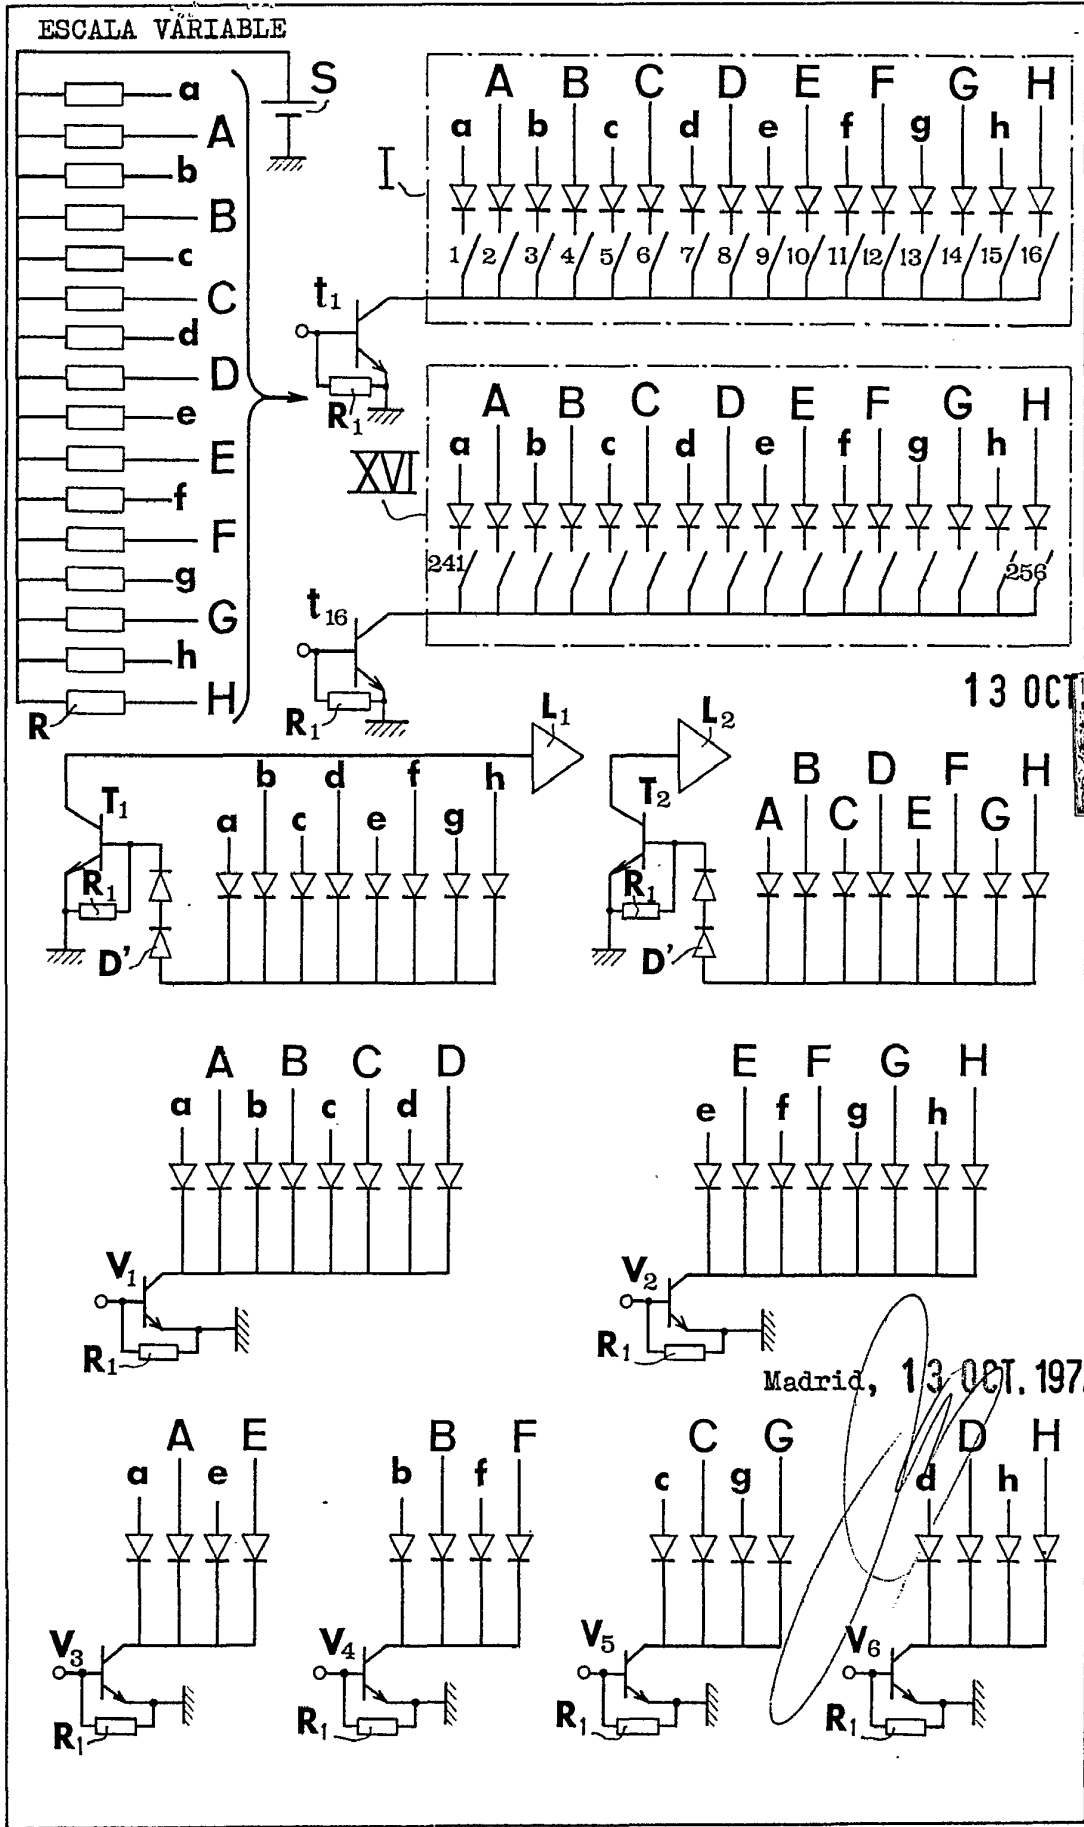 ESCALA VARIABLE
S
a
A
b
B
c
C
d
D
e
E
f
F
g
G
h
H
R
I
A B C D E F G H
a b c d e f g h
1 2 3 4 5 6 7 8 9 10 11 12 13 14 15 16
t1
R1
XVI
A B C D E F G H
a b c d e f g h
241 256
t16
R1
13 OCT
L1
L2
T1
b d f h
a c e g
R1
D'
T2
B D F H
A C E G
R1
D'
A B C D
a b c d
V1
R1
E F G H
e f g h
V2
R1
Madrid, 13 OCT. 197
A E
a e
V3
R1
B F
b f
V4
R1
C G
c g
V5
R1
D H
d h
V6
R1